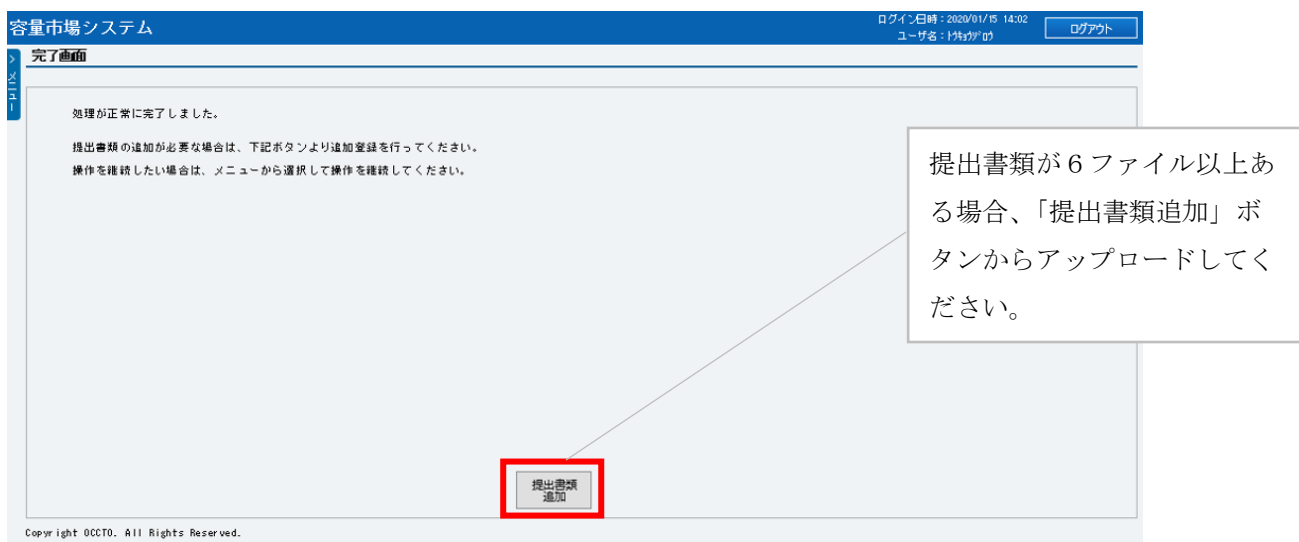 容量市場システム
ログイン日時：2020/01/15 14:02
ユーザ名：ﾄｳｷｮｳｼﾞﾛｳ
ログアウト
完了画面
> メニュー
処理が正常に完了しました。
提出書類の追加が必要な場合は、下記ボタンより追加登録を行ってください。
操作を継続したい場合は、メニューから選択して操作を継続してください。
提出書類が６ファイル以上あ
る場合、「提出書類追加」ボ
タンからアップロードしてく
ださい。
提出書類
追加
Copyright OCCTO. All Rights Reserved.